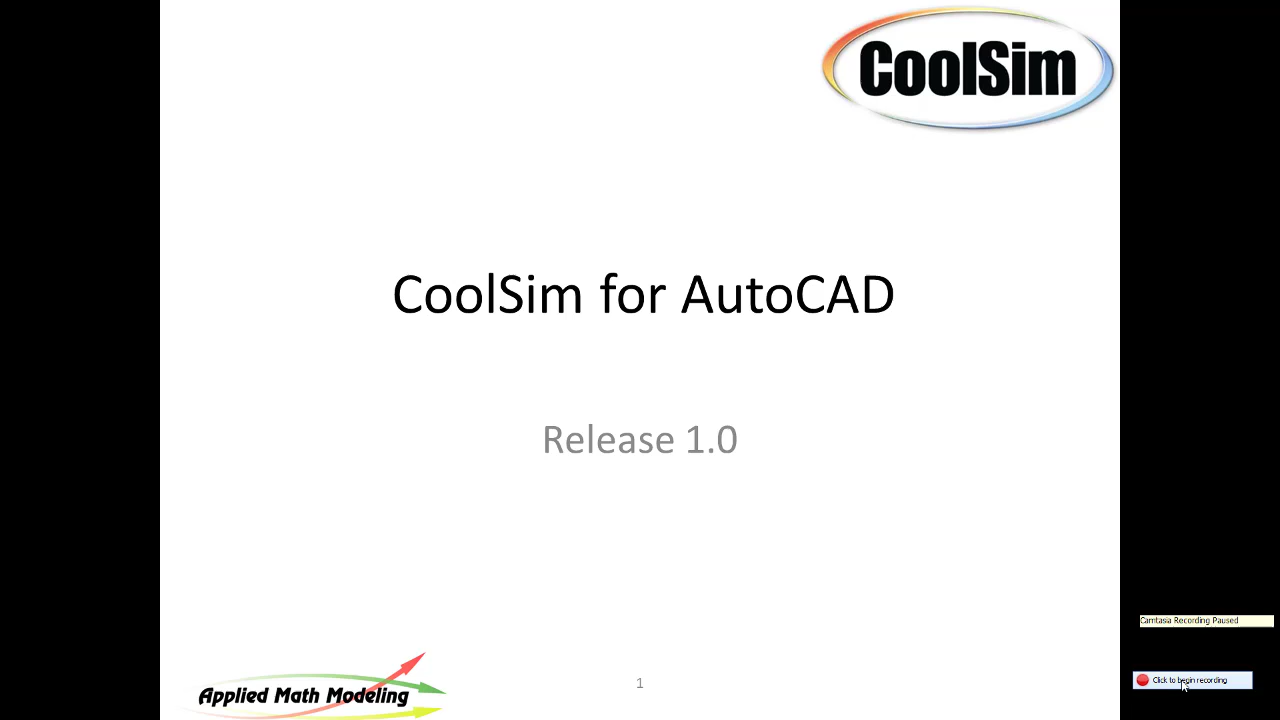 CoolSim
CoolSim for AutoCAD
Release 1.0
Camtasia Recording Paused
Click to begin recording
Applied Math Modeling
1